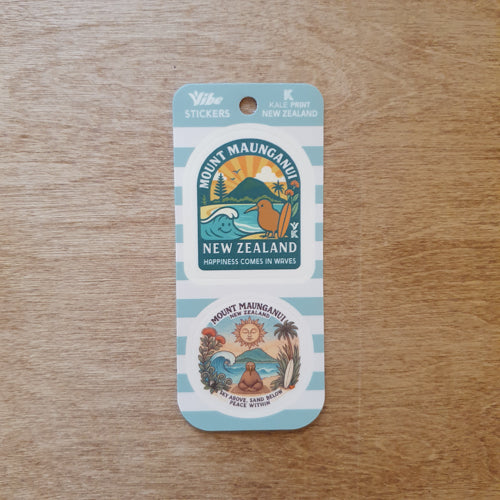 Vibe
STICKERS
K
KALE PRINT
NEW ZEALAND
MOUNT MAUNGANUI
NEW ZEALAND
HAPPINESS COMES IN WAVES
MOUNT MAUNGANUI
NEW ZEALAND
SKY ABOVE, SAND BELOW
PEACE WITHIN